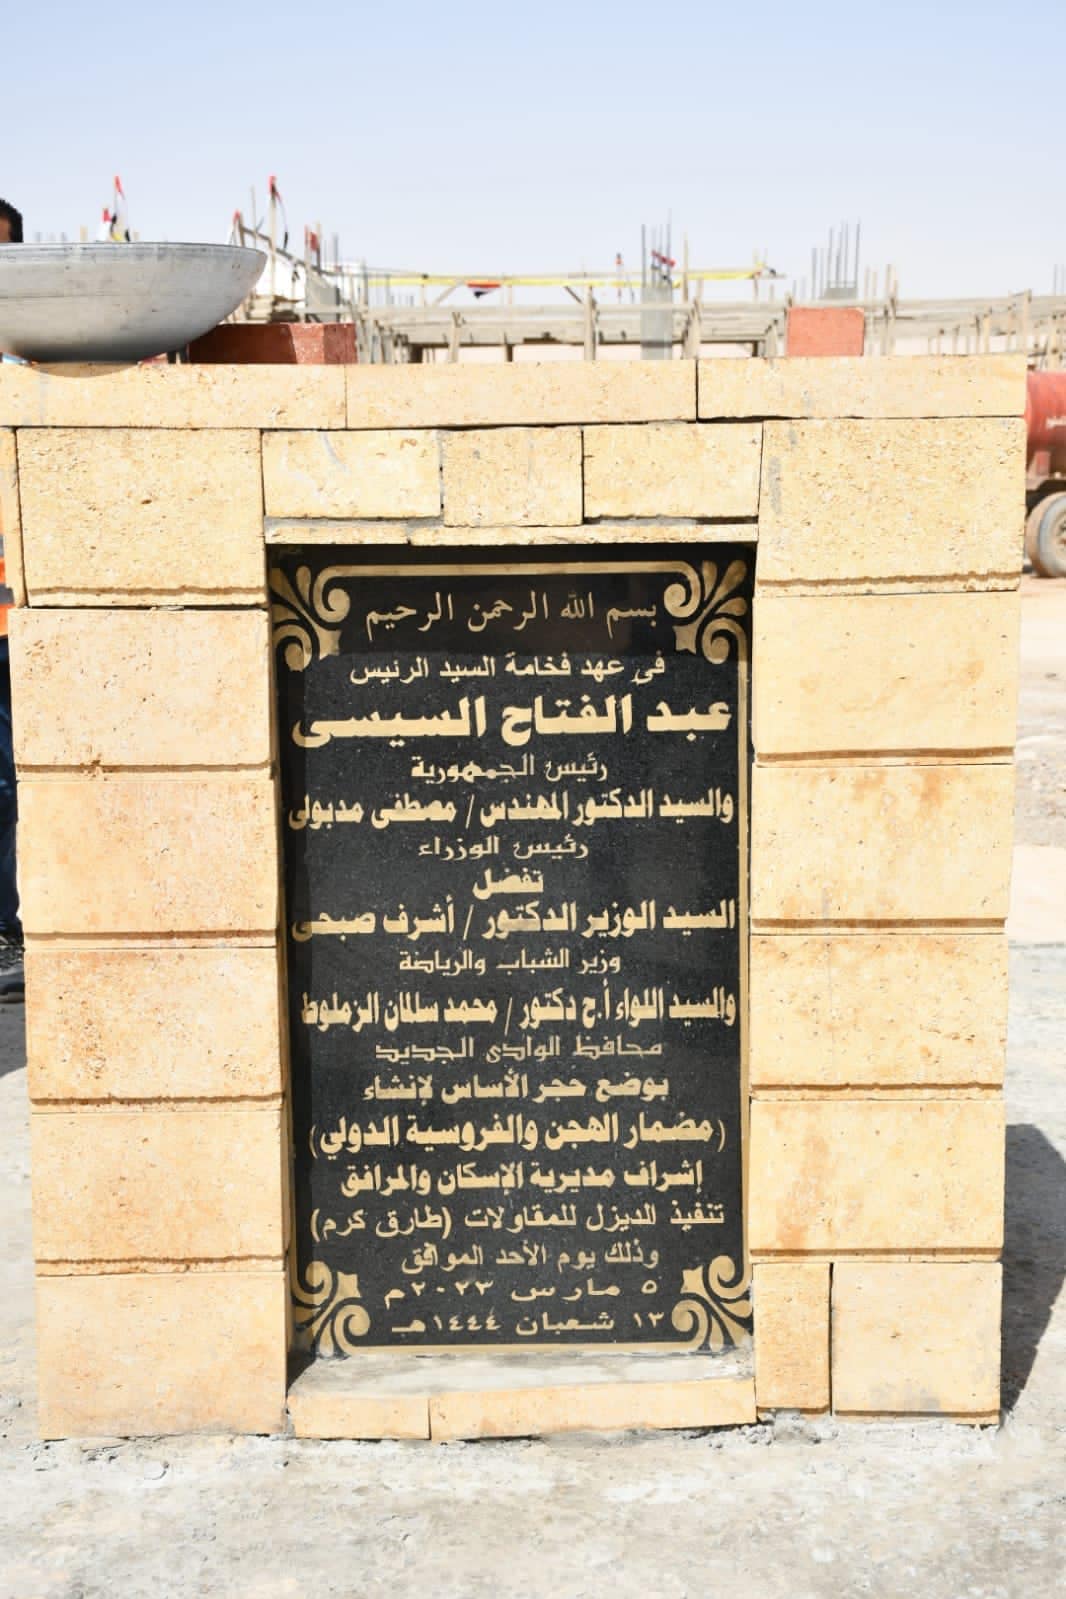 بسم الله الرحمن الرحيم
في عهد فخامة السيد الرئيس
عبد الفتاح السيسى
رئيس الجمهورية
والسيد الدكتور المهندس / مصطفى مدبولى
رئيس الوزراء
تفضل
السيد الوزير الدكتور / أشرف صبحى
وزير الشباب والرياضة
والسيد اللواء أ.ح دكتور / محمد سالمان الزملوط
محافظ الوادى الجديد
بوضع حجر الأساس لإنشاء
(مضمار الهجن والفروسية الدولي)
إشراف مديرية الإسكان والمرافق
تنفيذ الديزل للمقاولات (طارق كرم)
وذلك يوم الأحد الموافق
٥ مارس ٢٠٢٣م
١٣ شعبان ١٤٤٤هـ